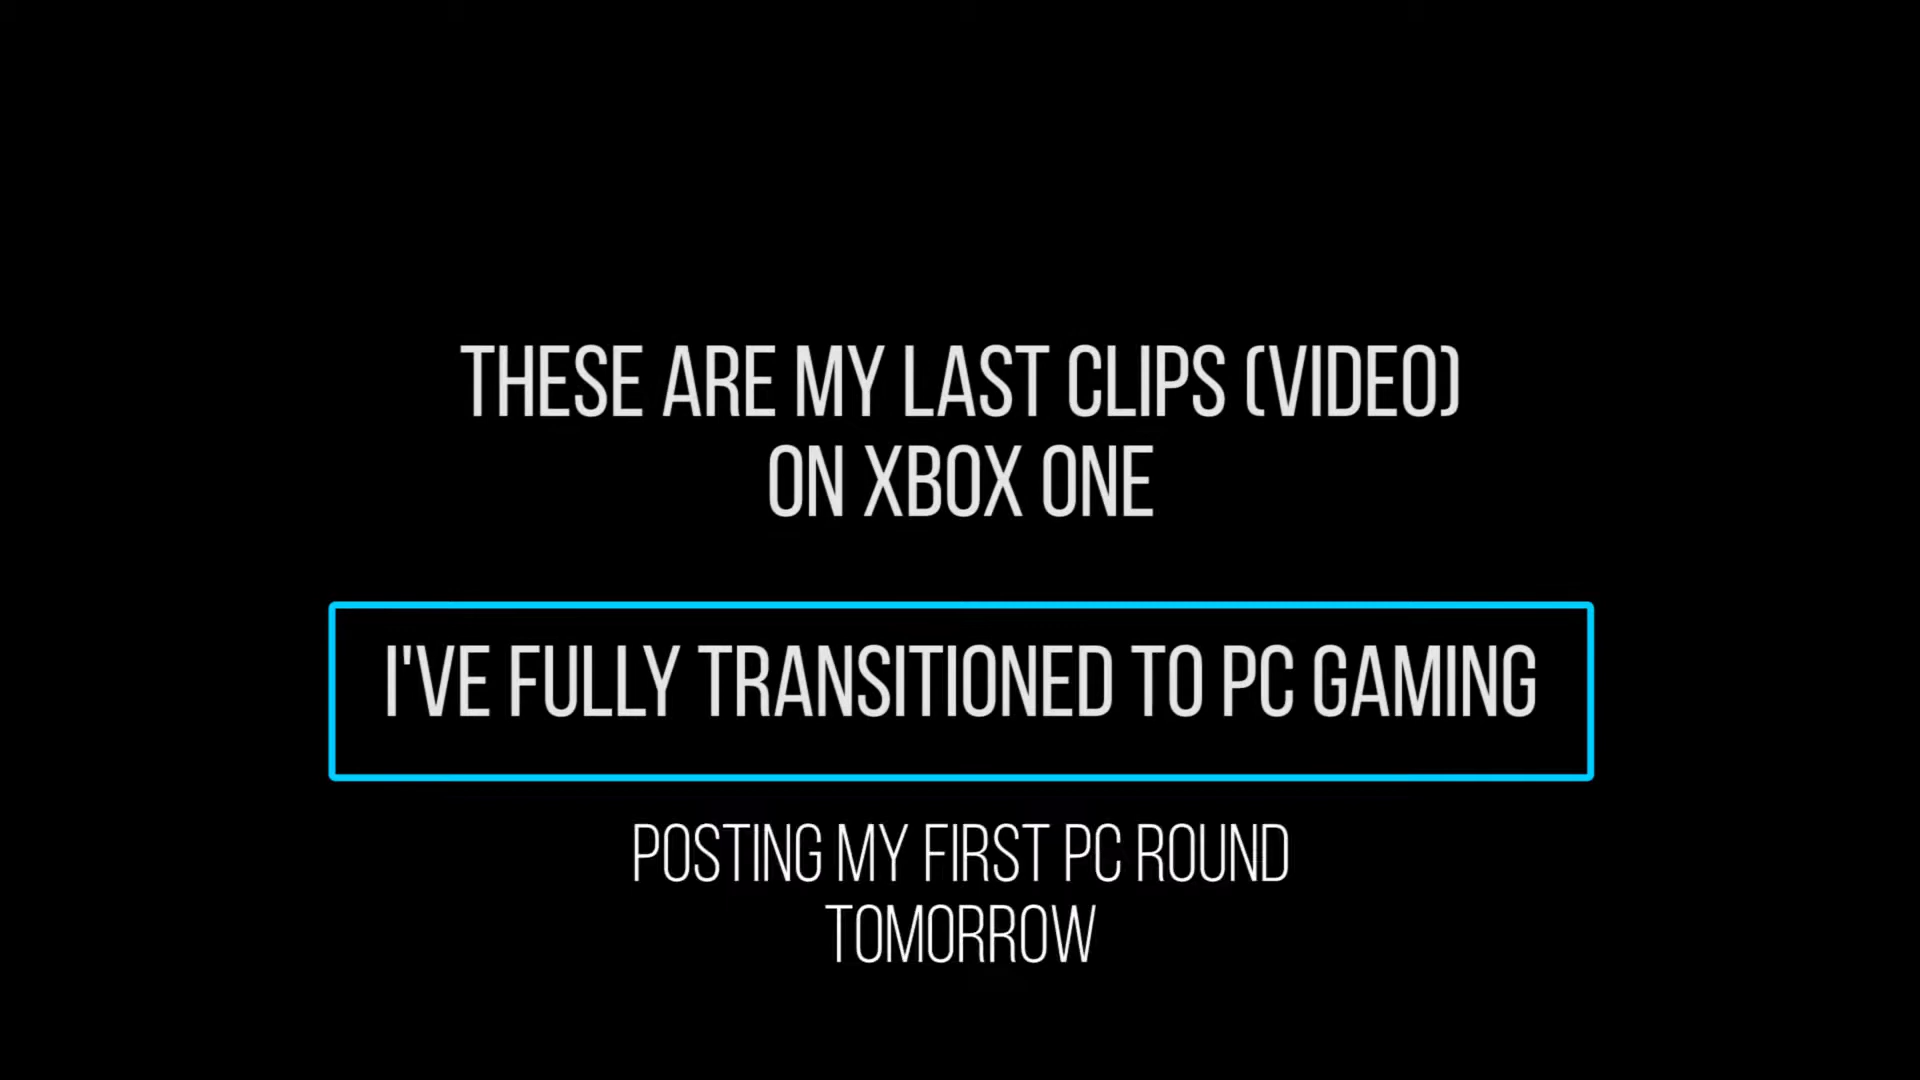 THESE ARE MY LAST CLIPS (VIDEO)
ON XBOX ONE
I'VE FULLY TRANSITIONED TO PC GAMING
POSTING MY FIRST PC ROUND
TOMORROW